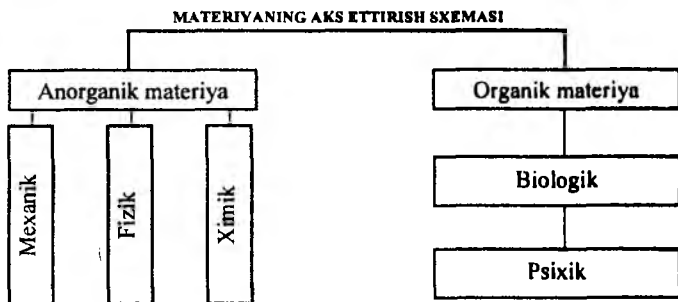 MATERIYANING AKS ETTIRISH SXEMASI
Anorganik materiya
Organik materiya
Mexanik
Fizik
Ximik
Biologik
Psixik